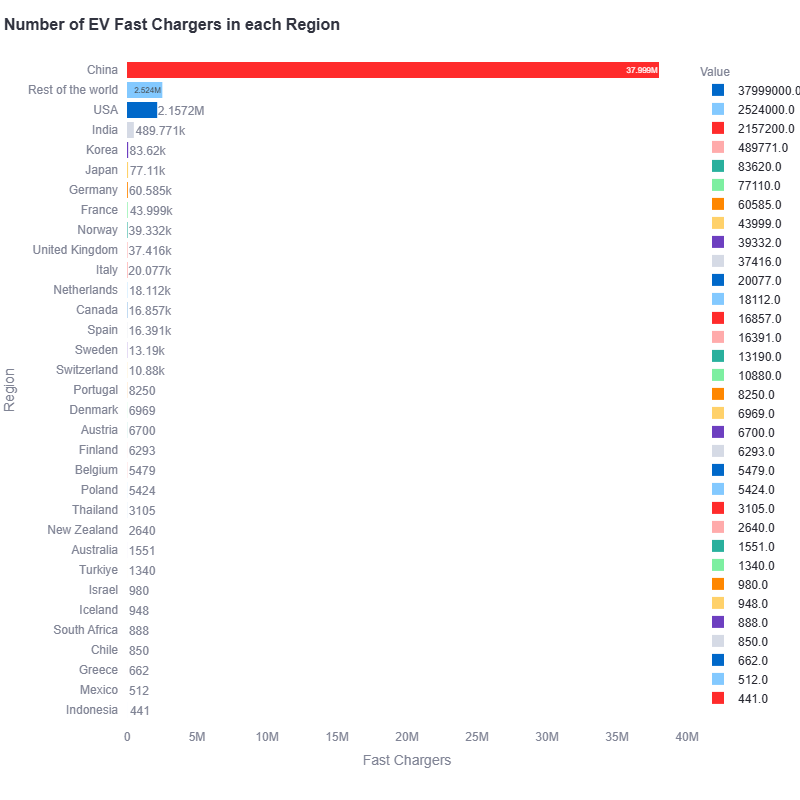 Number of EV Fast Chargers in each Region
China 37.999M
Rest of the world 2.524M
USA 2.1572M
India 489.771k
Korea 83.62k
Japan 77.11k
Germany 60.585k
France 43.999k
Norway 39.332k
United Kingdom 37.416k
Italy 20.077k
Netherlands 18.112k
Canada 16.857k
Spain 16.391k
Sweden 13.19k
Switzerland 10.88k
Portugal 8250
Denmark 6969
Austria 6700
Finland 6293
Belgium 5479
Poland 5424
Thailand 3105
New Zealand 2640
Australia 1551
Turkiye 1340
Israel 980
Iceland 948
South Africa 888
Chile 850
Greece 662
Mexico 512
Indonesia 441
Region
0 5M 10M 15M 20M 25M 30M 35M 40M
Fast Chargers
Value
37999000.0
2524000.0
2157200.0
489771.0
83620.0
77110.0
60585.0
43999.0
39332.0
37416.0
20077.0
18112.0
16857.0
16391.0
13190.0
10880.0
8250.0
6969.0
6700.0
6293.0
5479.0
5424.0
3105.0
2640.0
1551.0
1340.0
980.0
948.0
888.0
850.0
662.0
512.0
441.0